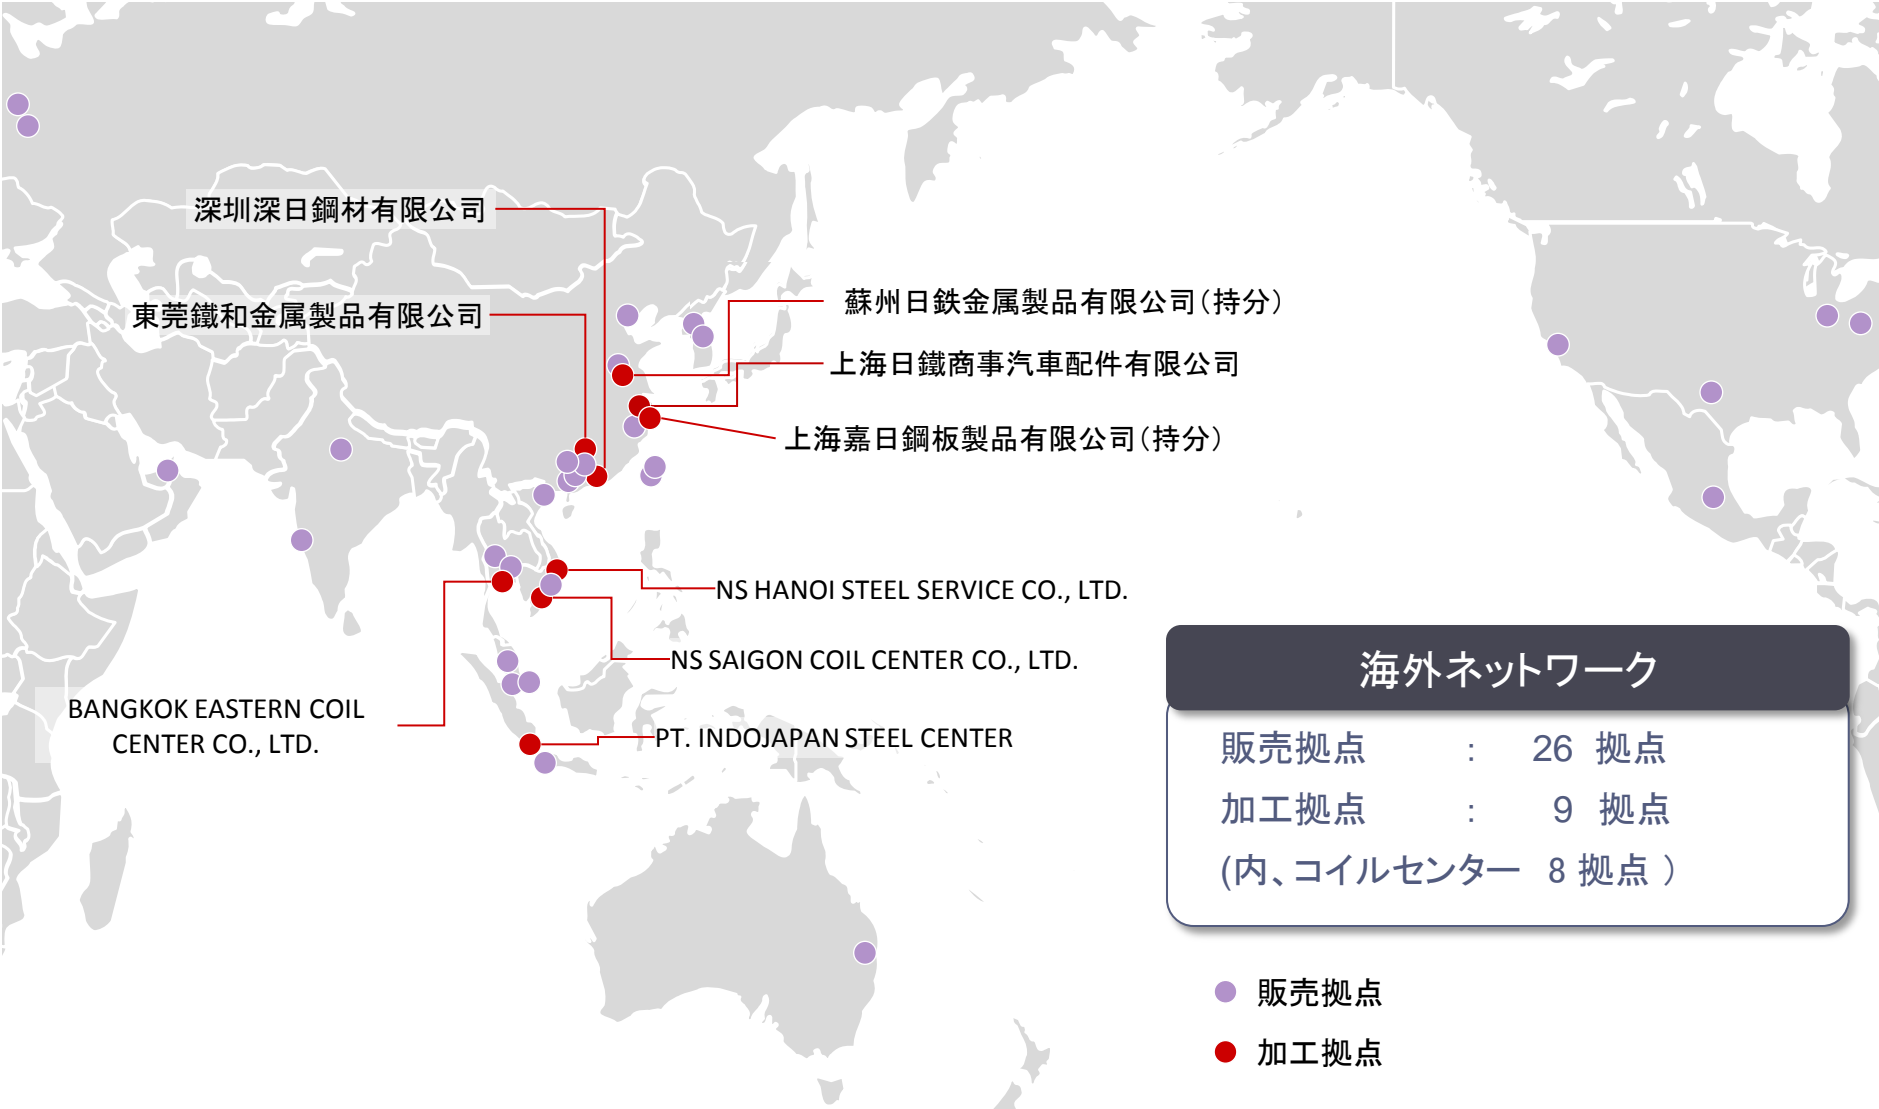 深圳深日鋼材有限公司
東莞鐵和金属製品有限公司
蘇州日鉄金属製品有限公司(持分)
上海日鐵商事汽車配件有限公司
上海嘉日鋼板製品有限公司(持分)
NS HANOI STEEL SERVICE CO., LTD.
NS SAIGON COIL CENTER CO., LTD.
BANGKOK EASTERN COIL
CENTER CO., LTD.
PT. INDOJAPAN STEEL CENTER
海外ネットワーク
販売拠点 : 26 拠点
加工拠点 : 9 拠点
(内、コイルセンター 8 拠点 )
販売拠点
加工拠点